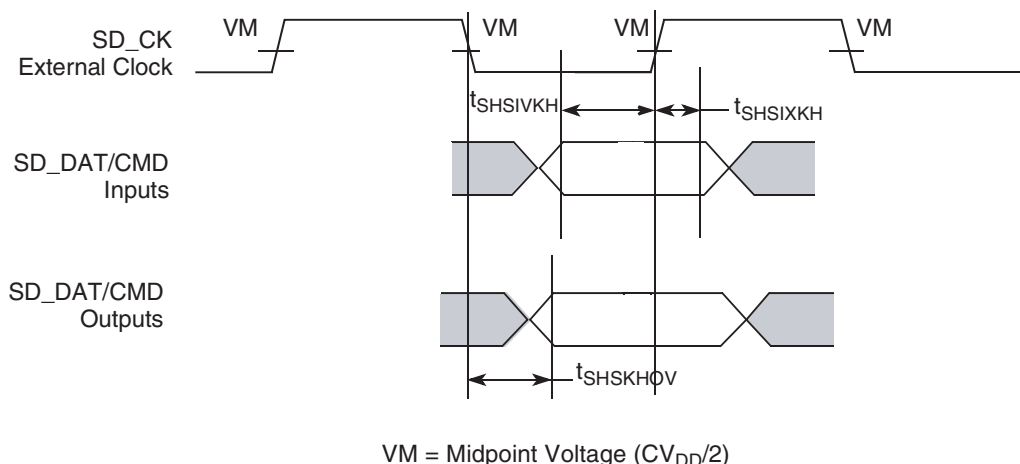 VM VM VM VM
SD_CK
External Clock
tSHSIVKH tSHSIXKH
SD_DAT/CMD
Inputs
SD_DAT/CMD
Outputs
tSHSKHOV
VM = Midpoint Voltage (CVDD/2)